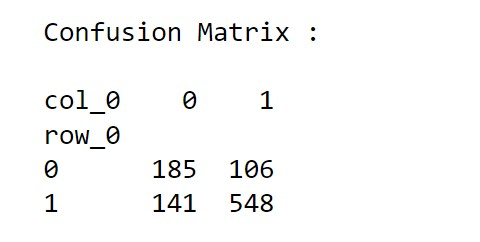 Confusion Matrix :
col_0 0 1
row_0
0 185 106
1 141 548